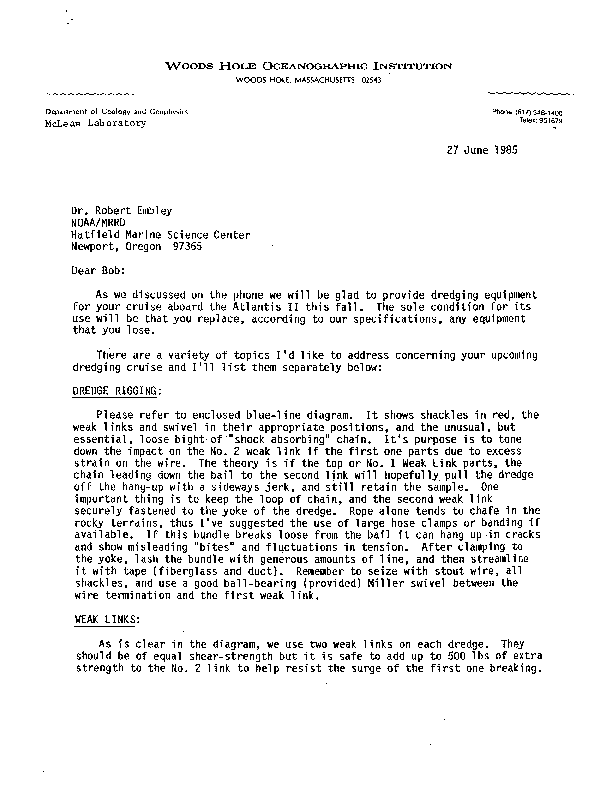 WOODS HOLE OCEANOGRAPHIC INSTITUTION
WOODS HOLE, MASSACHUSETTS 02543
Department of Geology and Geophysics
McLean Laboratory
Phone (617) 548-1400
Telex: 951679
27 June 1985
Dr. Robert Embley
NOAA/MRRD
Hatfield Marine Science Center
Newport, Oregon 97365
Dear Bob:
As we discussed on the phone we will be glad to provide dredging equipment
for your cruise aboard the Atlantis II this fall. The sole condition for its
use will be that you replace, according to our specifications, any equipment
that you lose.
There are a variety of topics I'd like to address concerning your upcoming
dredging cruise and I'll list them separately below:
DREDGE RIGGING:
Please refer to enclosed blue-line diagram. It shows shackles in red, the
weak links and swivel in their appropriate positions, and the unusual, but
essential, loose bight of "shock absorbing" chain. It's purpose is to tone
down the impact on the No. 2 weak link if the first one parts due to excess
strain on the wire. The theory is if the top or No. 1 Weak Link parts, the
chain leading down the bail to the second link will hopefully pull the dredge
off the hang-up with a sideways jerk, and still retain the sample. One
important thing is to keep the loop of chain, and the second weak link
securely fastened to the yoke of the dredge. Rope alone tends to chafe in the
rocky terrains, thus I've suggested the use of large hose clamps or banding if
available. If this bundle breaks loose from the bail it can hang up in cracks
and show misleading "bites" and fluctuations in tension. After clamping to
the yoke, lash the bundle with generous amounts of line, and then streamline
it with tape (fiberglass and duct). Remember to seize with stout wire, all
shackles, and use a good ball-bearing (provided) Miller swivel between the
wire termination and the first weak link.
WEAK LINKS:
As is clear in the diagram, we use two weak links on each dredge. They
should be of equal shear-strength but it is safe to add up to 500 lbs of extra
strength to the No. 2 link to help resist the surge of the first one breaking.